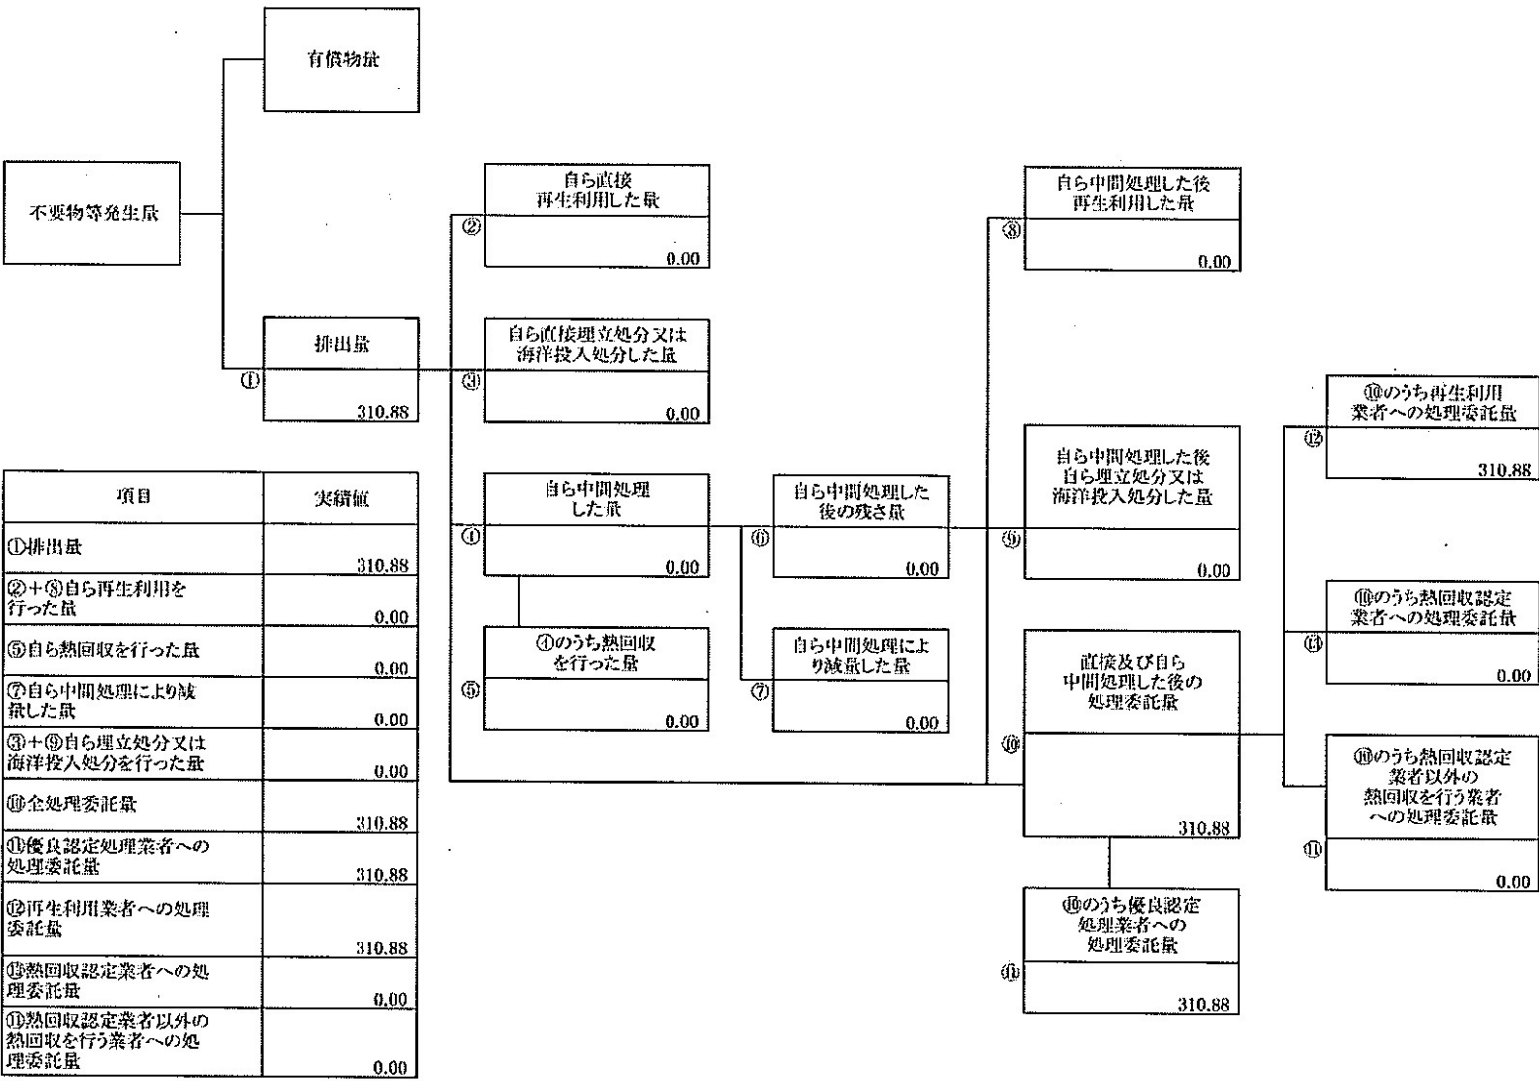 有償物量
不要物等発生量
排出量
①
310.88
自ら直接
再生利用した量
②
0.00
自ら直接埋立処分又は
海洋投入処分した量
③
0.00
自ら中間処理
した量
④
0.00
④のうち熱回収
を行った量
⑤
0.00
自ら中間処理した
後の残さ量
⑥
0.00
自ら中間処理によ
り減量した量
⑦
0.00
自ら中間処理した後
再生利用した量
⑧
0.00
自ら中間処理した後
自ら埋立処分又は
海洋投入処分した量
⑨
0.00
直接及び自ら
中間処理した後の
処理委託量
⑩
310.88
⑩のうち優良認定
処理業者への
処理委託量
⑪
310.88
⑩のうち再生利用
業者への処理委託量
⑫
310.88
⑩のうち熱回収認定
業者への処理委託量
⑬
0.00
⑩のうち熱回収認定
業者以外の
熱回収を行う業者
への処理委託量
⑭
0.00
項目 実績値
①排出量
310.88
②+⑧自ら再生利用を
行った量
0.00
⑤自ら熱回収を行った量
0.00
⑦自ら中間処理により減
量した量
0.00
③+⑨自ら埋立処分又は
海洋投入処分を行った量
0.00
⑩全処理委託量
310.88
⑪優良認定処理業者への
処理委託量
310.88
⑫再生利用業者への処理
委託量
310.88
⑬熱回収認定業者への処
理委託量
0.00
⑭熱回収認定業者以外の
熱回収を行う業者への処
理委託量
0.00